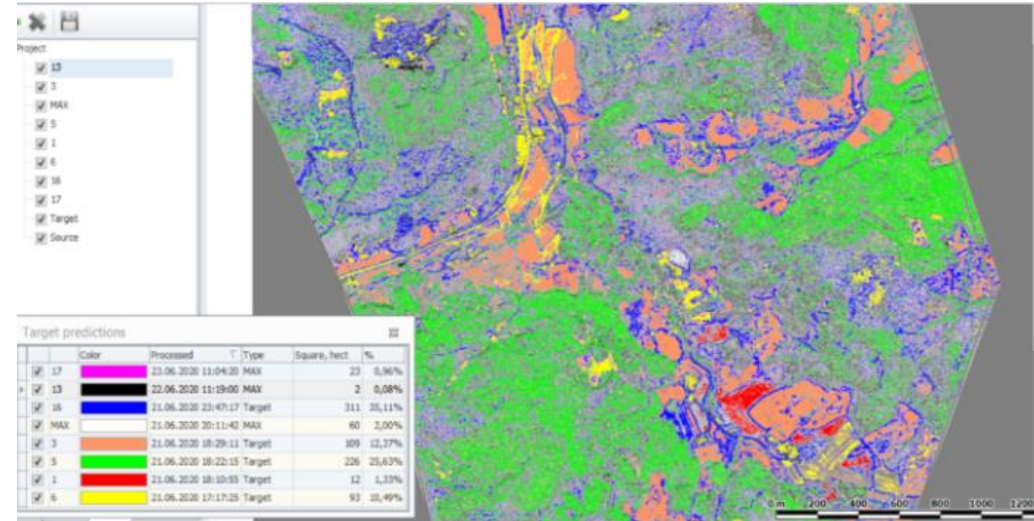 Project
13
3
MAX
5
1
6
16
17
Target
Source
Target predictions
Color Processed Type Square, hect %
17 23.06.2020 11:04:20 MAX 23 0,96%
13 22.06.2020 11:19:00 MAX 2 0,08%
16 21.06.2020 23:47:17 Target 311 35,11%
MAX 21.06.2020 20:11:42 MAX 60 2,00%
3 21.06.2020 18:29:11 Target 109 12,37%
5 21.06.2020 18:22:15 Target 226 25,63%
1 21.06.2020 18:10:55 Target 12 1,33%
6 21.06.2020 17:17:25 Target 93 10,49%
0 m 200 400 600 800 1000 1200